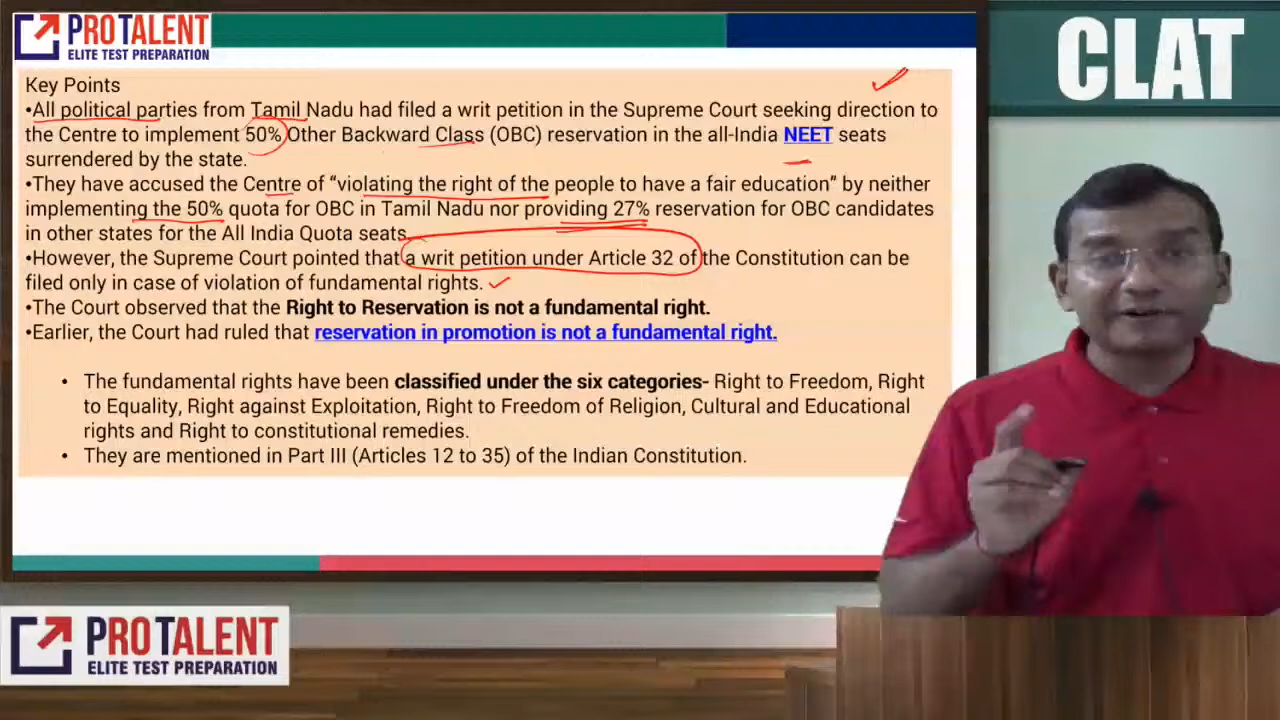 PROTALENT
ELITE TEST PREPARATION
CLAT
Key Points
•All political parties from Tamil Nadu had filed a writ petition in the Supreme Court seeking direction to
the Centre to implement 50% Other Backward Class (OBC) reservation in the all-India NEET seats
surrendered by the state.
•They have accused the Centre of “violating the right of the people to have a fair education” by neither
implementing the 50% quota for OBC in Tamil Nadu nor providing 27% reservation for OBC candidates
in other states for the All India Quota seats.
•However, the Supreme Court pointed that a writ petition under Article 32 of the Constitution can be
filed only in case of violation of fundamental rights.
•The Court observed that the Right to Reservation is not a fundamental right.
•Earlier, the Court had ruled that reservation in promotion is not a fundamental right.
• The fundamental rights have been classified under the six categories- Right to Freedom, Right
to Equality, Right against Exploitation, Right to Freedom of Religion, Cultural and Educational
rights and Right to constitutional remedies.
• They are mentioned in Part III (Articles 12 to 35) of the Indian Constitution.
PROTALENT
ELITE TEST PREPARATION